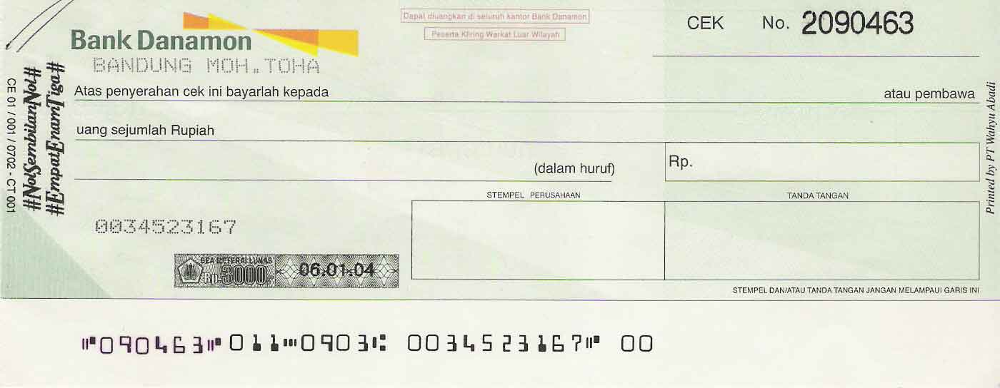 Dapat diuangkan di seluruh kantor Bank Danamon
Peserta Kliring Warkat Luar Wilayah
CEK No. 2090463
Bank Danamon
BANDUNG MOH. TOHA
Atas penyerahan cek ini bayarlah kepada atau pembawa
uang sejumlah Rupiah
(dalam huruf) Rp.
STEMPEL PERUSAHAAN TANDA TANGAN
0034523167
BEA METERAI LUNAS
Rp. 3000,- 06.01.04
STEMPEL DAN/ATAU TANDA TANGAN JANGAN MELAMPAUI GARIS INI
⑈090463⑈ 011⑉0903⑆ 0034523167⑈ 00
CE 01 / 001 / 0702 - CT 001
#NolSembilanNol#
#EmpatEnamTiga#
Printed by PT Wahyu Abadi